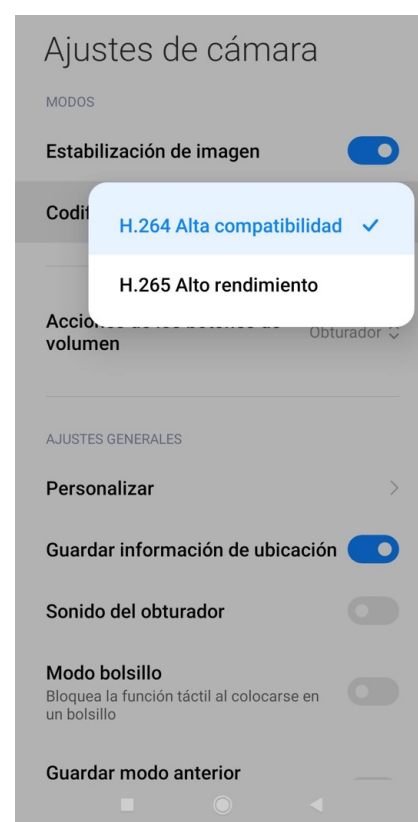 Ajustes de cámara
MODOS
Estabilización de imagen
Codif
H.264 Alta compatibilidad
H.265 Alto rendimiento
volumen
Obturador
AJUSTES GENERALES
Personalizar
Guardar información de ubicación
Sonido del obturador
Modo bolsillo
Bloquea la función táctil al colocarse en
un bolsillo
Guardar modo anterior